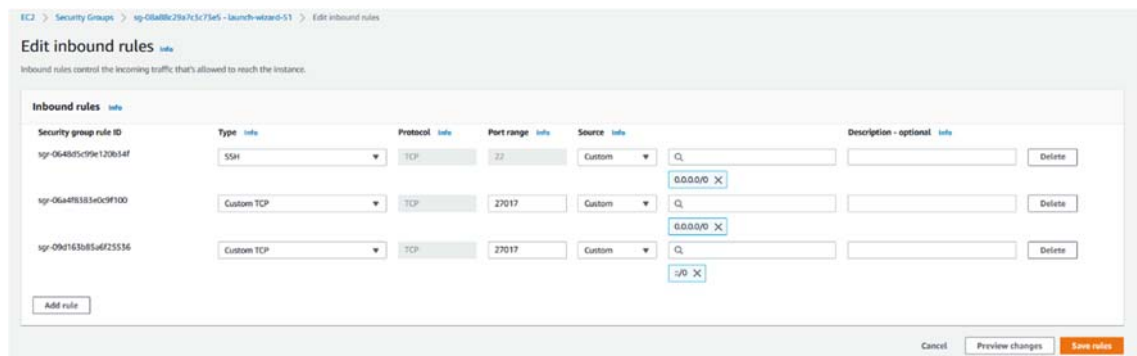 EC2 > Security Groups > sg-08a88c29a7c3c73e5 - launch-wizard-51 > Edit inbound rules
Edit inbound rules Info
Inbound rules control the incoming traffic that's allowed to reach the instance.
Inbound rules Info
Security group rule ID Type Info Protocol Info Port range Info Source Info Description - optional Info
sgr-0648d5c99e120b34f SSH TCP 22 Custom Delete
0.0.0.0/0 X
sgr-06a4f8383e0c9f100 Custom TCP TCP 27017 Custom Delete
0.0.0.0/0 X
sgr-09d163b85a6f25536 Custom TCP TCP 27017 Custom Delete
::/0 X
Add rule
Cancel Preview changes Save rules